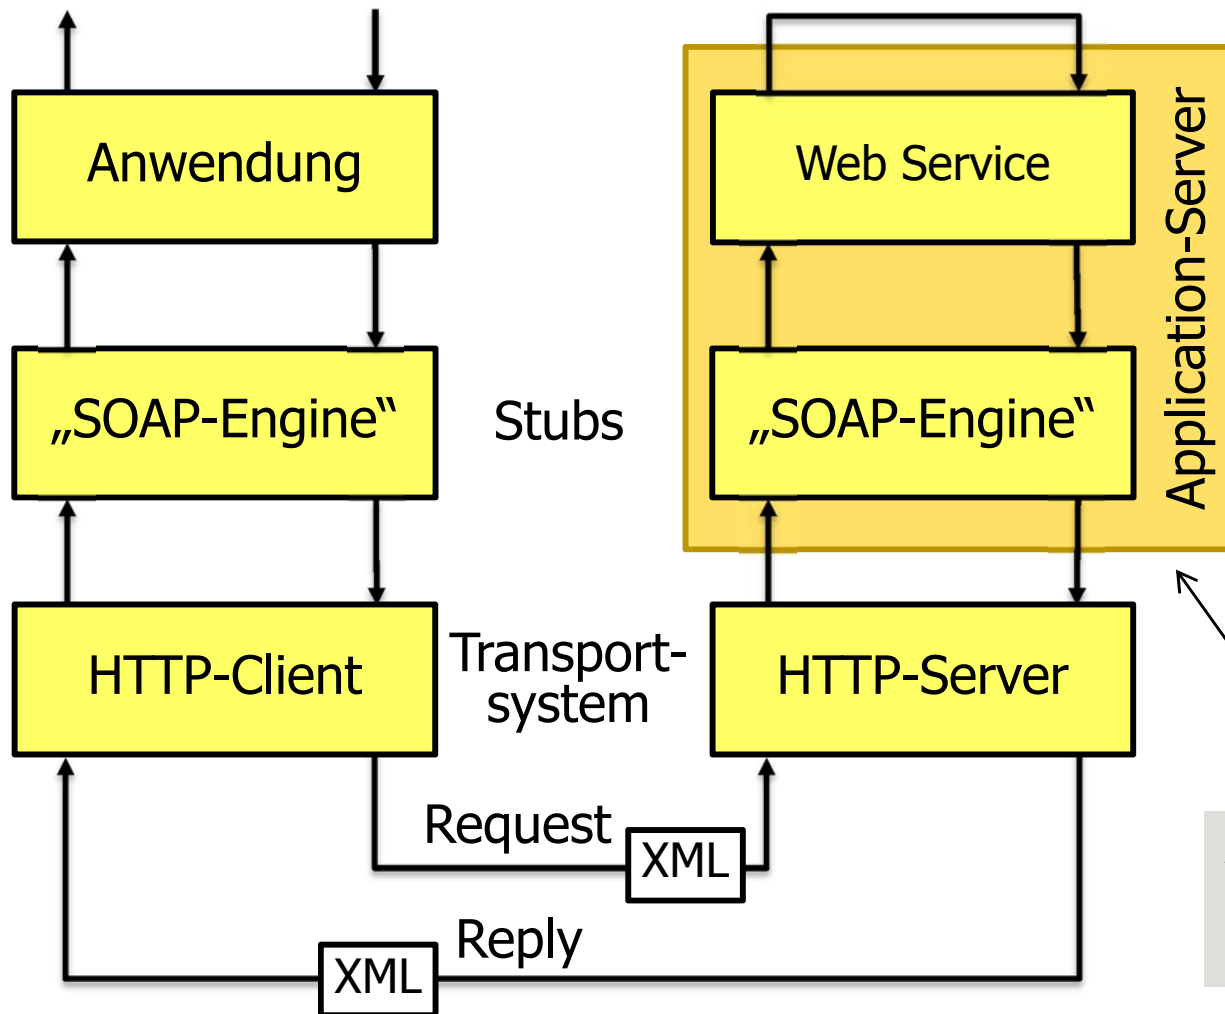 Anwendung
Web Service
Application-Server
„SOAP-Engine“
Stubs
„SOAP-Engine“
HTTP-Client
Transport-
system
HTTP-Server
Request
XML
Reply
XML